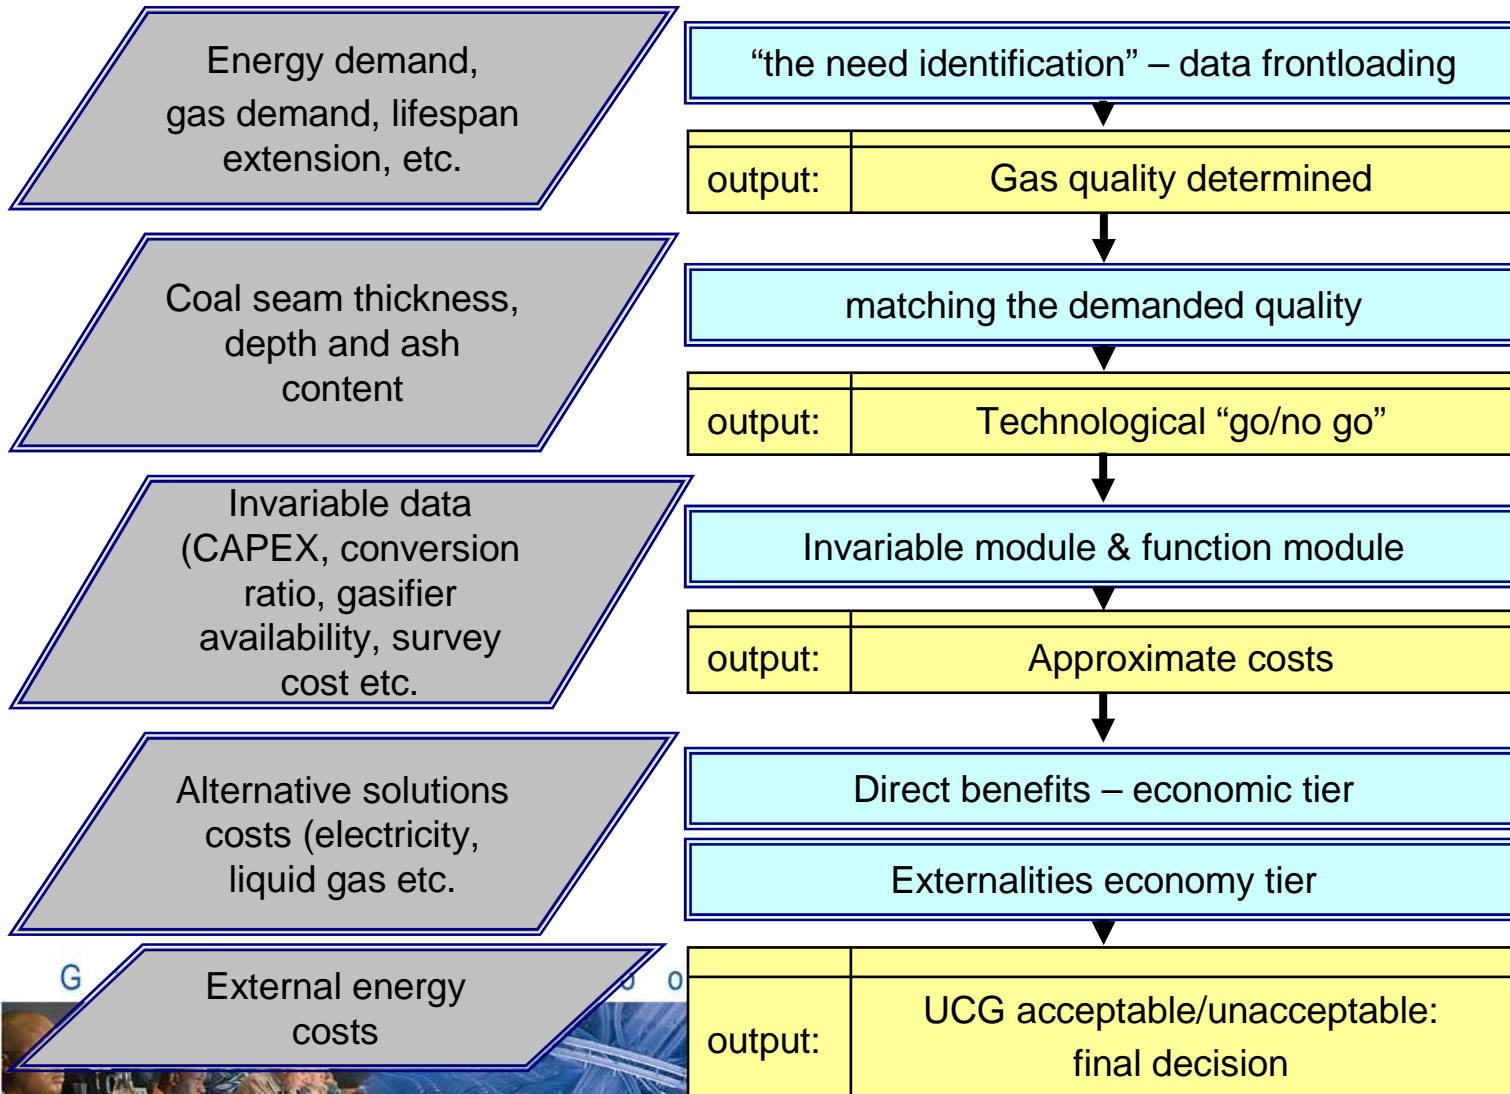 Energy demand,
gas demand, lifespan
extension, etc.
“the need identification” – data frontloading
output:
Gas quality determined
Coal seam thickness,
depth and ash
content
matching the demanded quality
output:
Technological “go/no go”
Invariable data
(CAPEX, conversion
ratio, gasifier
availability, survey
cost etc.
Invariable module & function module
output:
Approximate costs
Alternative solutions
costs (electricity,
liquid gas etc.
Direct benefits – economic tier
Externalities economy tier
External energy
costs
output:
UCG acceptable/unacceptable:
final decision